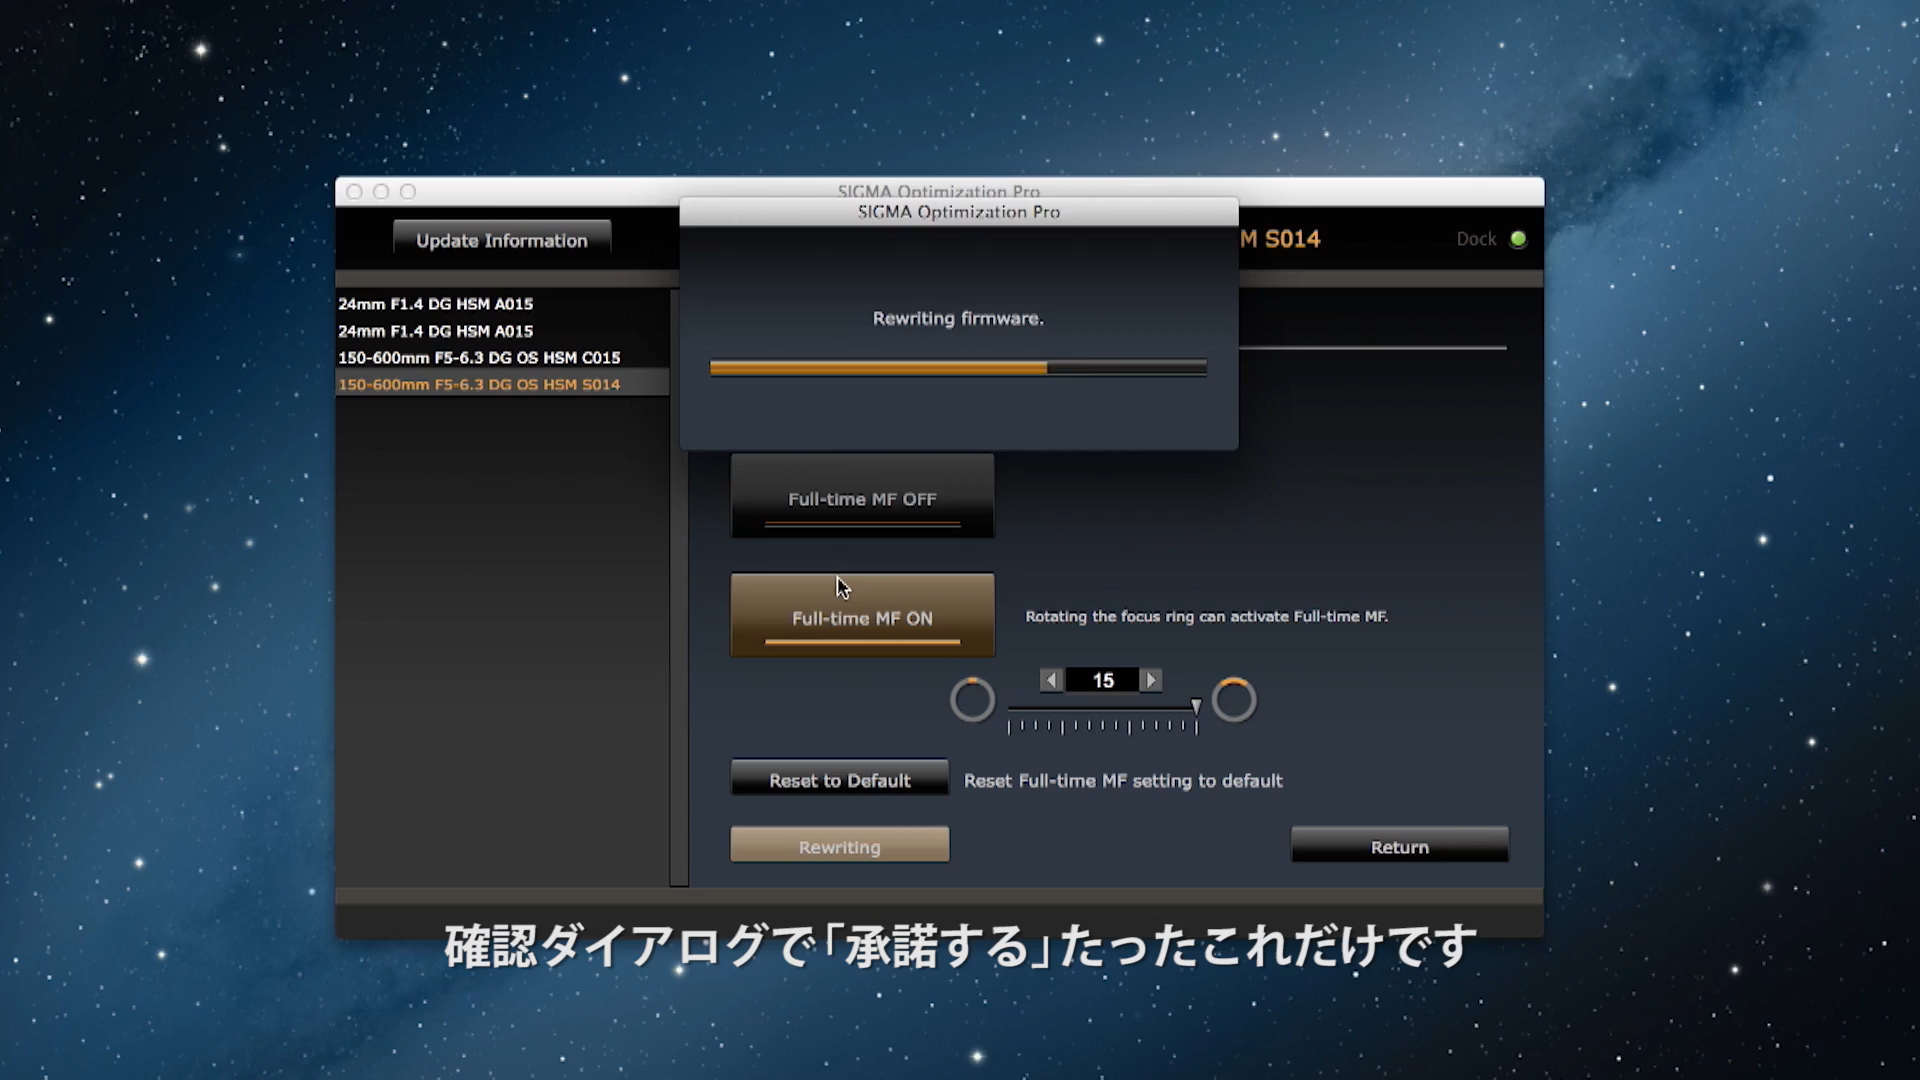 SIGMA Optimization Pro
SIGMA Optimization Pro
Update Information
M S014
Dock
24mm F1.4 DG HSM A015
24mm F1.4 DG HSM A015
150-600mm F5-6.3 DG OS HSM C015
150-600mm F5-6.3 DG OS HSM S014
Rewriting firmware.
Full-time MF OFF
Full-time MF ON
Rotating the focus ring can activate Full-time MF.
15
Reset to Default
Reset Full-time MF setting to default
Rewriting
Return
確認ダイアログで「承諾する」たったこれだけです